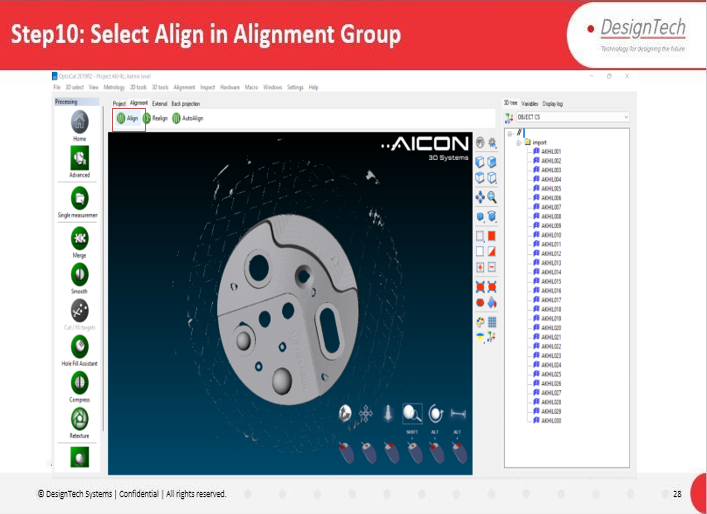 Step10: Select Align in Alignment Group
DesignTech
Technology for designing the future
OptoCat 2018R2 - Project AKHIL: Admin level
File 3D select View Metrology 2D tools 3D tools Alignment Inspect Hardware Macro Windows Settings Help
Processing
Project Alignment External Back projection
3D tree Variables Display log
Align Realign AutoAlign
OBJECT CS
Home
Advanced
Single measuremen
Merge
Smooth
Cut / Fill targets
Hole Fill Assistant
Compress
Retexture
AICON
3D Systems
SHIFT ALT ALT
import
AKHIL001
AKHIL002
AKHIL003
AKHIL004
AKHIL005
AKHIL006
AKHIL007
AKHIL008
AKHIL009
AKHIL010
AKHIL011
AKHIL012
AKHIL013
AKHIL014
AKHIL015
AKHIL016
AKHIL017
AKHIL018
AKHIL019
AKHIL020
AKHIL021
AKHIL022
AKHIL023
AKHIL024
AKHIL025
AKHIL026
AKHIL027
AKHIL028
AKHIL029
AKHIL030
© DesignTech Systems | Confidential | All rights reserved.
28